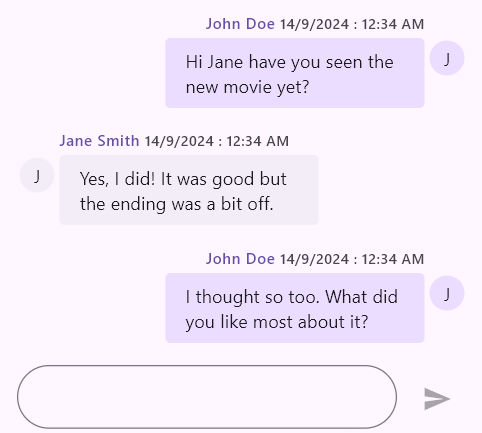 John Doe 14/9/2024 : 12:34 AM
Hi Jane have you seen the
new movie yet?
J
Jane Smith 14/9/2024 : 12:34 AM
J
Yes, I did! It was good but
the ending was a bit off.
John Doe 14/9/2024 : 12:34 AM
I thought so too. What did
you like most about it?
J